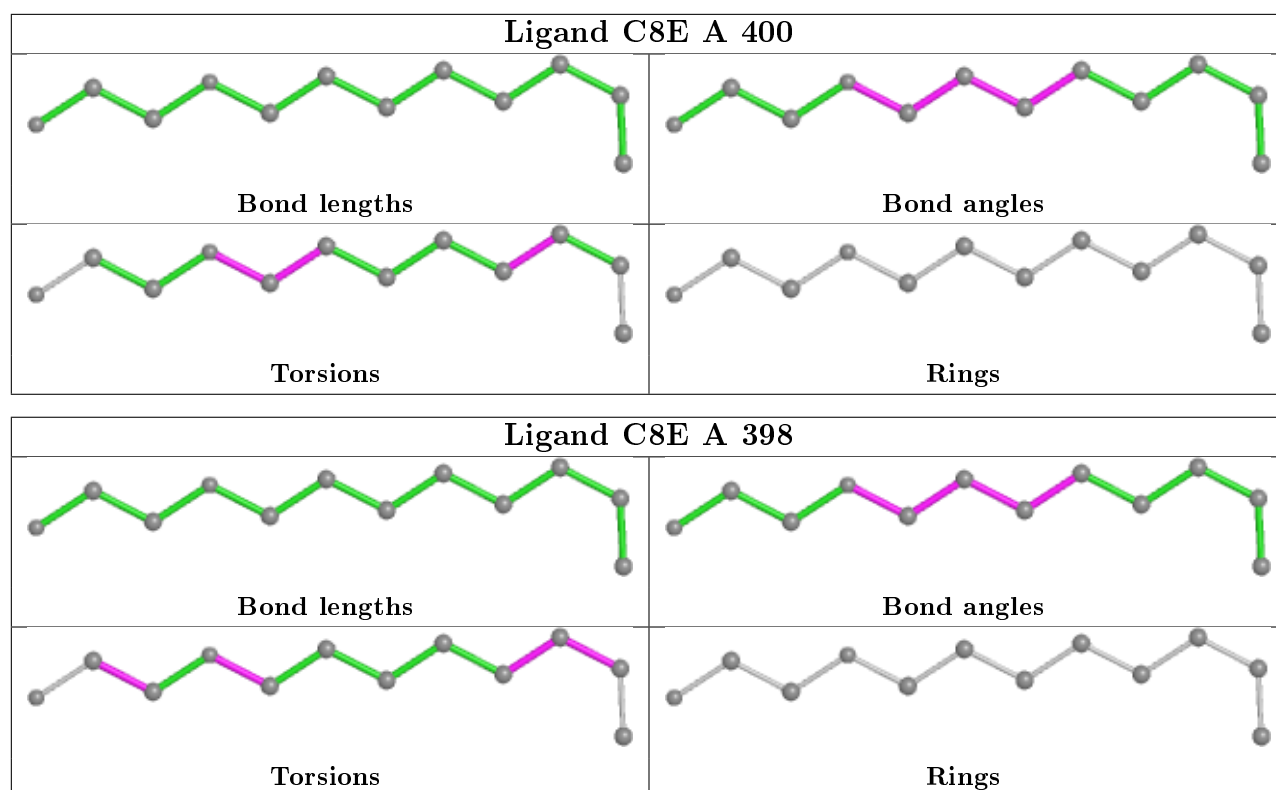 Ligand C8E A 400
Bond lengths
Bond angles
Torsions
Rings
Ligand C8E A 398
Bond lengths
Bond angles
Torsions
Rings